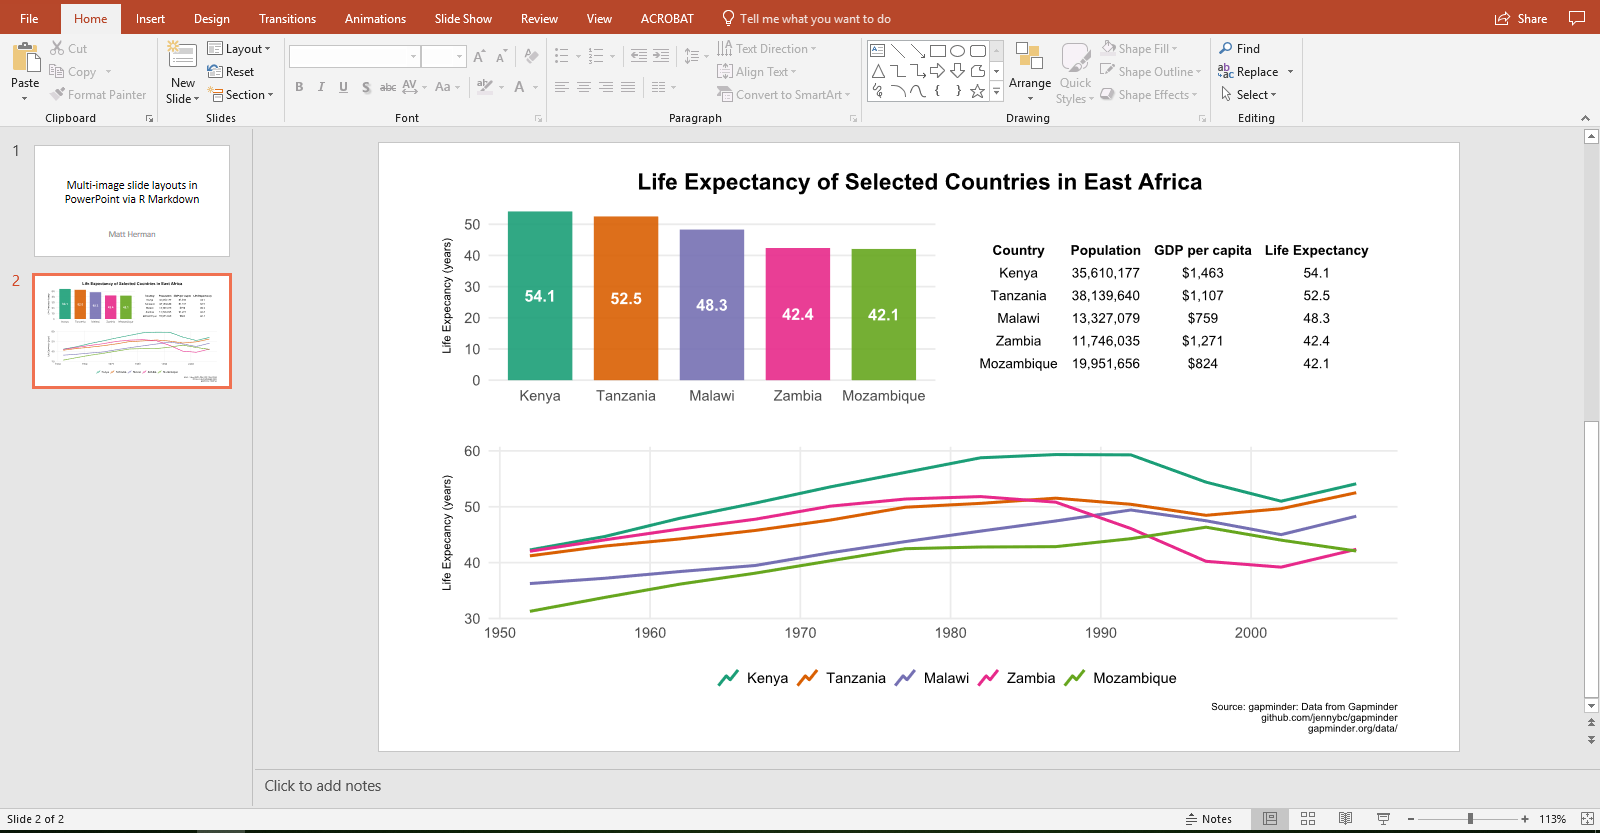 File Home Insert Design Transitions Animations Slide Show Review View ACROBAT Tell me what you want to do Share
Paste
Cut
Copy
Format Painter
Clipboard
New Slide
Layout
Reset
Section
Slides
B I U S abc AV Aa A
Font
Text Direction
Align Text
Convert to SmartArt
Paragraph
Arrange
Quick Styles
Shape Fill
Shape Outline
Shape Effects
Drawing
Find
Replace
Select
Editing
1
Multi-image slide layouts in
PowerPoint via R Markdown
Matt Herman
2
Life Expectancy of Selected Countries in East Africa
Life Expecancy (years)
50
40
30
20
10
0
54.1 52.5 48.3 42.4 42.1
Kenya Tanzania Malawi Zambia Mozambique
Country Population GDP per capita Life Expectancy
Kenya 35,610,177 $1,463 54.1
Tanzania 38,139,640 $1,107 52.5
Malawi 13,327,079 $759 48.3
Zambia 11,746,035 $1,271 42.4
Mozambique 19,951,656 $824 42.1
Life Expecancy (years)
60
50
40
30
1950 1960 1970 1980 1990 2000
Kenya Tanzania Malawi Zambia Mozambique
Source: gapminder: Data from Gapminder
github.com/jennybc/gapminder
gapminder.org/data/
Click to add notes
Slide 2 of 2 Notes 113%